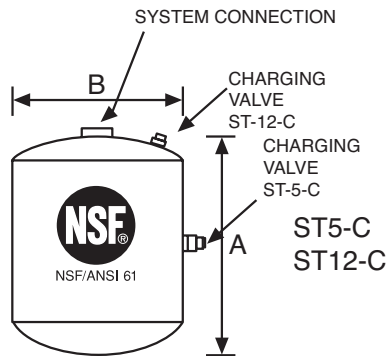 SYSTEM CONNECTION
B
CHARGING
VALVE
ST-12-C
CHARGING
VALVE
ST-5-C
A
ST5-C
ST12-C
NSF®
NSF/ANSI 61